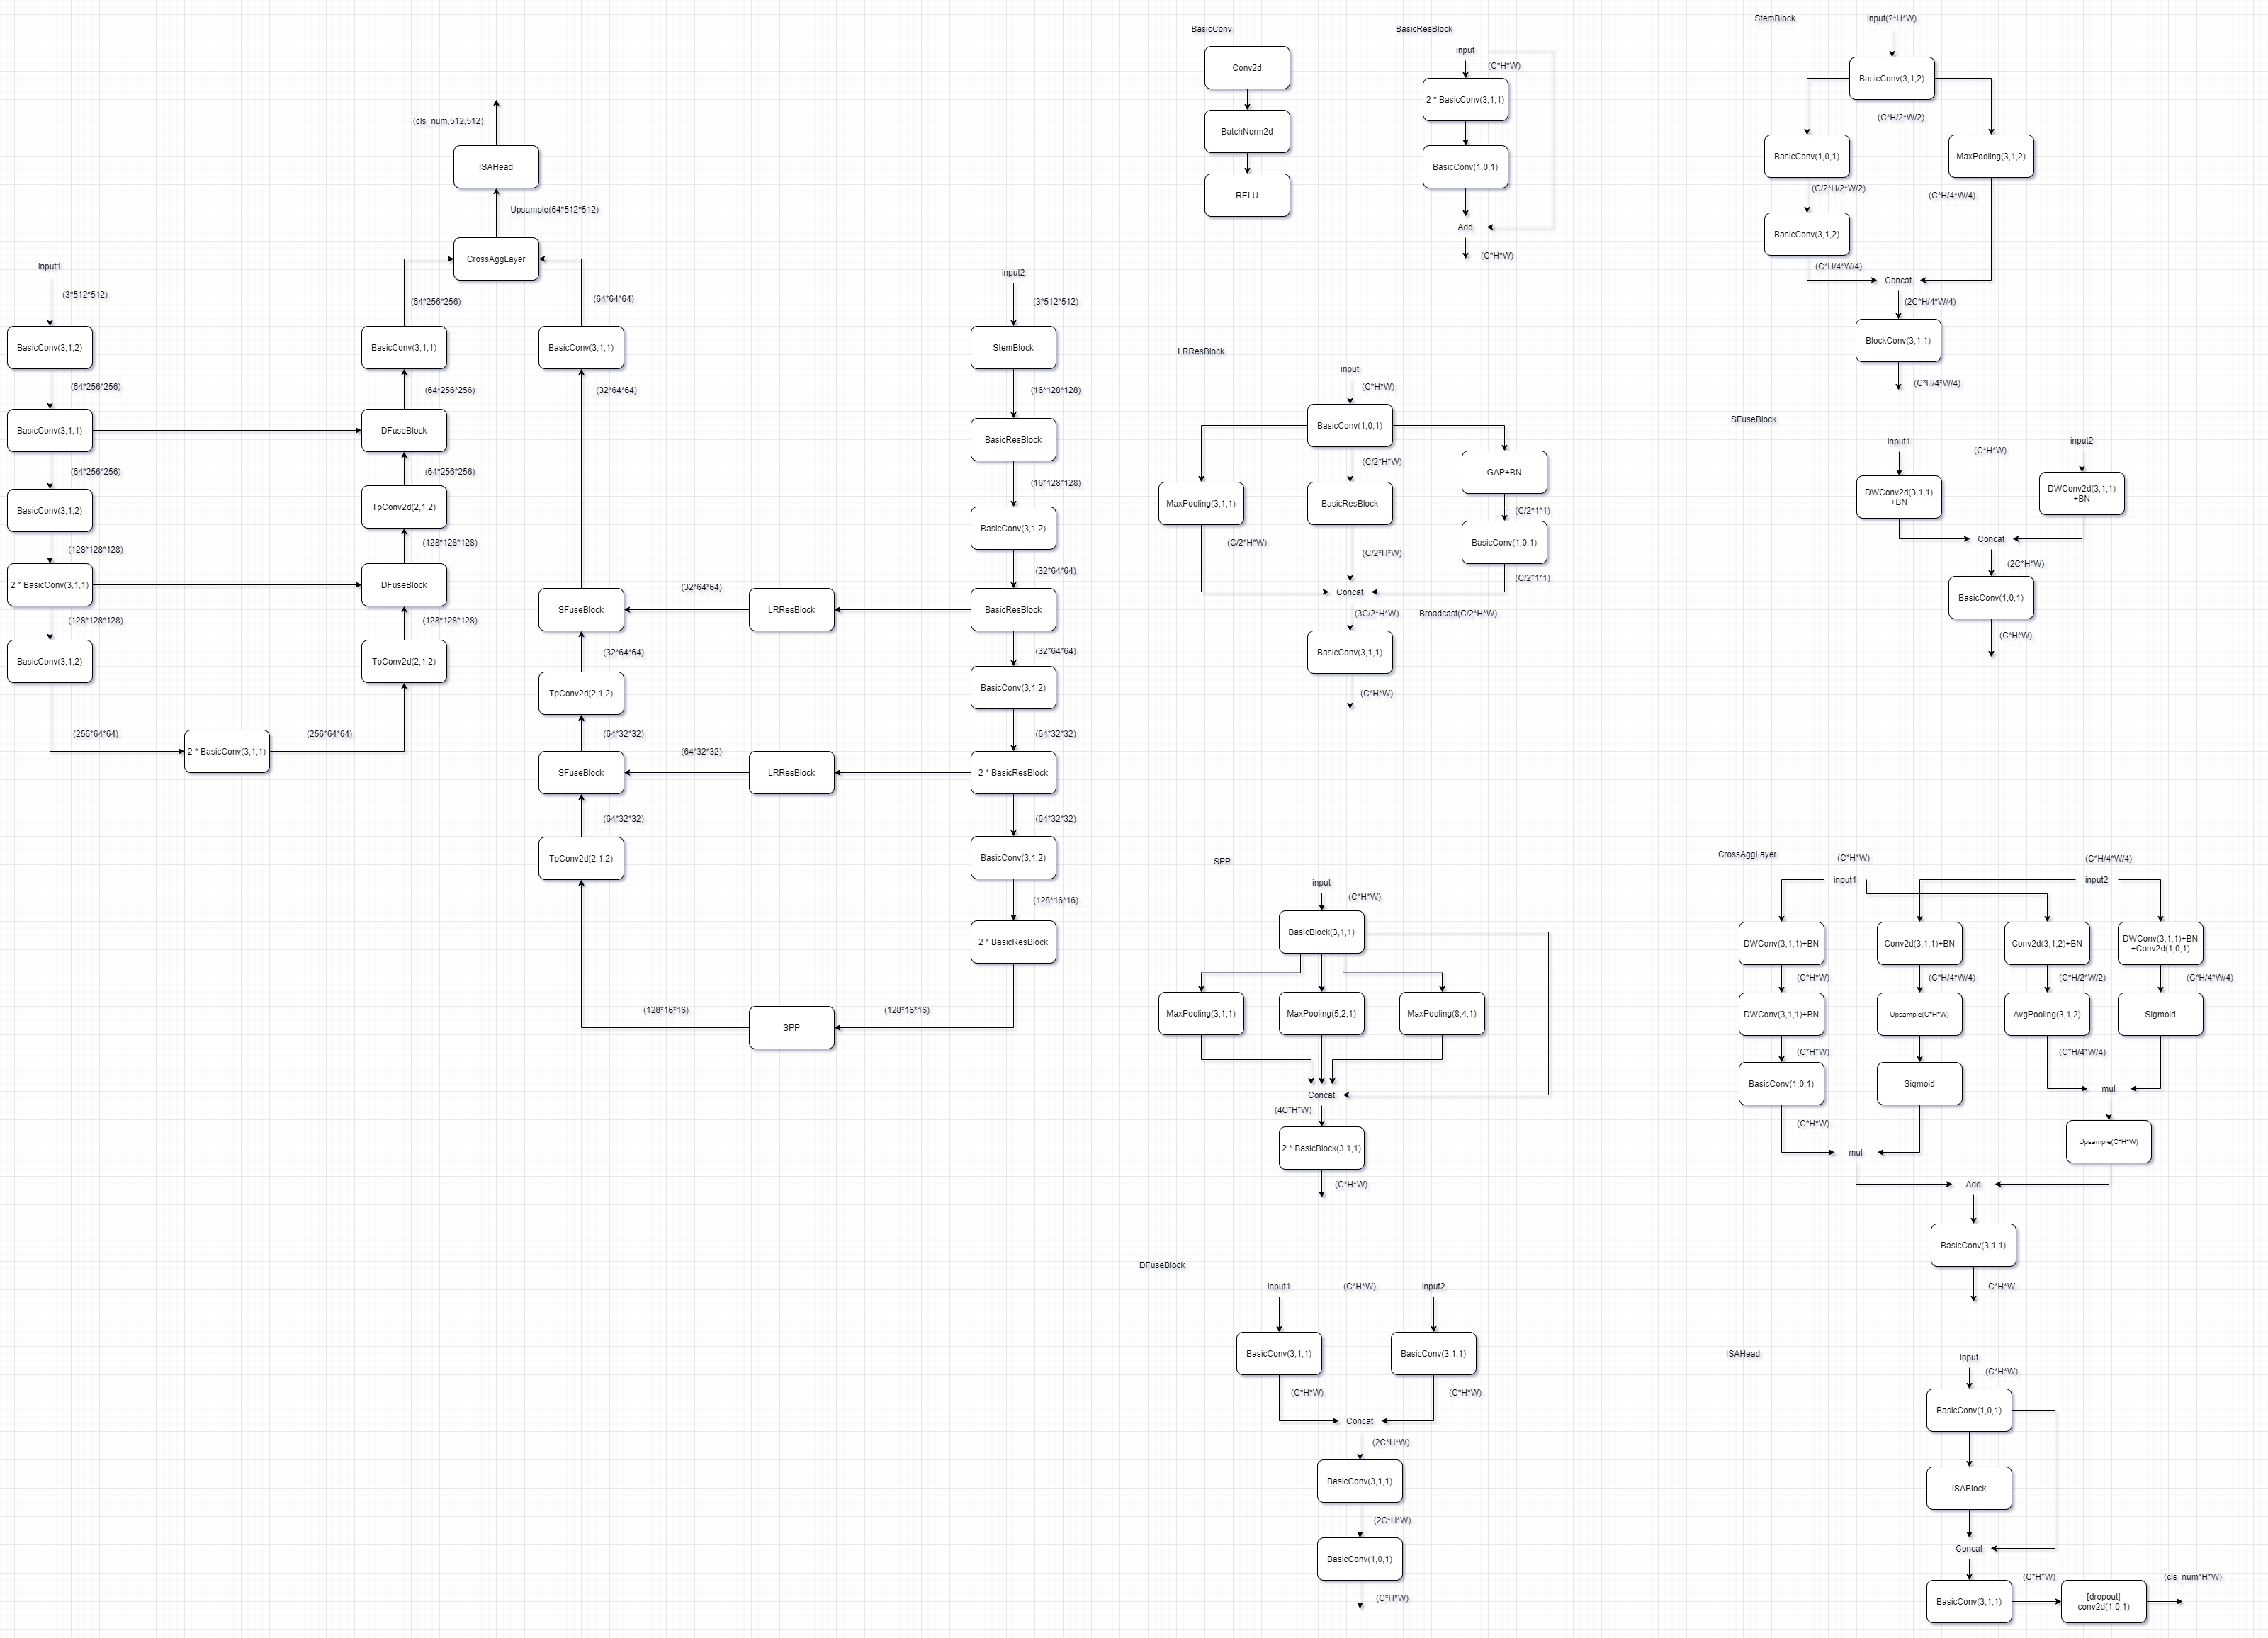 (cls_num,512,512)
ISAHead
Upsample(64*512*512)
CrossAggLayer
input1
(3*512*512)
BasicConv(3,1,2)
(64*256*256)
BasicConv(3,1,1)
(64*256*256)
BasicConv(3,1,2)
(128*128*128)
2 * BasicConv(3,1,1)
(128*128*128)
BasicConv(3,1,2)
(256*64*64)
2 * BasicConv(3,1,1)
(256*64*64)
(64*256*256)
BasicConv(3,1,1)
(64*256*256)
DFuseBlock
(64*256*256)
TpConv2d(2,1,2)
(128*128*128)
DFuseBlock
(128*128*128)
TpConv2d(2,1,2)
(64*64*64)
BasicConv(3,1,1)
(32*64*64)
SFuseBlock
(32*64*64)
TpConv2d(2,1,2)
(64*32*32)
SFuseBlock
(64*32*32)
TpConv2d(2,1,2)
(128*16*16)
SPP
(128*16*16)
(32*64*64)
LRResBlock
(64*32*32)
LRResBlock
input2
(3*512*512)
StemBlock
(16*128*128)
BasicResBlock
(16*128*128)
BasicConv(3,1,2)
(32*64*64)
BasicResBlock
(32*64*64)
BasicConv(3,1,2)
(64*32*32)
2 * BasicResBlock
(64*32*32)
BasicConv(3,1,2)
(128*16*16)
2 * BasicResBlock
BasicConv
Conv2d
BatchNorm2d
RELU
BasicResBlock
input
(C*H*W)
2 * BasicConv(3,1,1)
BasicConv(1,0,1)
Add
(C*H*W)
StemBlock
input(?*H*W)
BasicConv(3,1,2)
(C*H/2*W/2)
BasicConv(1,0,1)
MaxPooling(3,1,2)
(C/2*H/2*W/2)
(C*H/4*W/4)
BasicConv(3,1,2)
(C*H/4*W/4)
Concat
(2C*H/4*W/4)
BlockConv(3,1,1)
(C*H/4*W/4)
LRResBlock
input
(C*H*W)
BasicConv(1,0,1)
(C/2*H*W)
GAP+BN
MaxPooling(3,1,1)
BasicResBlock
(C/2*1*1)
BasicConv(1,0,1)
(C/2*H*W)
(C/2*H*W)
(C/2*1*1)
Concat
(3C/2*H*W)
Broadcast(C/2*H*W)
BasicConv(3,1,1)
(C*H*W)
SFuseBlock
input1
(C*H*W)
input2
DWConv2d(3,1,1)
+BN
DWConv2d(3,1,1)
+BN
Concat
(2C*H*W)
BasicConv(1,0,1)
(C*H*W)
SPP
input
(C*H*W)
BasicBlock(3,1,1)
MaxPooling(3,1,1)
MaxPooling(5,2,1)
MaxPooling(8,4,1)
Concat
(4C*H*W)
2 * BasicBlock(3,1,1)
(C*H*W)
CrossAggLayer
(C*H*W)
(C*H/4*W/4)
input1
input2
DWConv(3,1,1)+BN
Conv2d(3,1,1)+BN
Conv2d(3,1,2)+BN
DWConv(3,1,1)+BN
+Conv2d(1,0,1)
(C*H*W)
(C*H/4*W/4)
(C*H/2*W/2)
(C*H/4*W/4)
DWConv(3,1,1)+BN
Upsample(C*H*W)
AvgPooling(3,1,2)
Sigmoid
(C*H*W)
(C*H/4*W/4)
BasicConv(1,0,1)
Sigmoid
mul
(C*H*W)
Upsample(C*H*W)
mul
Add
BasicConv(3,1,1)
C*H*W
DFuseBlock
input1
(C*H*W)
input2
BasicConv(3,1,1)
BasicConv(3,1,1)
(C*H*W)
(C*H*W)
Concat
(2C*H*W)
BasicConv(3,1,1)
(2C*H*W)
BasicConv(1,0,1)
(C*H*W)
ISAHead
input
(C*H*W)
BasicConv(1,0,1)
ISABlock
Concat
(C*H*W)
(cls_num*H*W)
BasicConv(3,1,1)
[dropout]
conv2d(1,0,1)